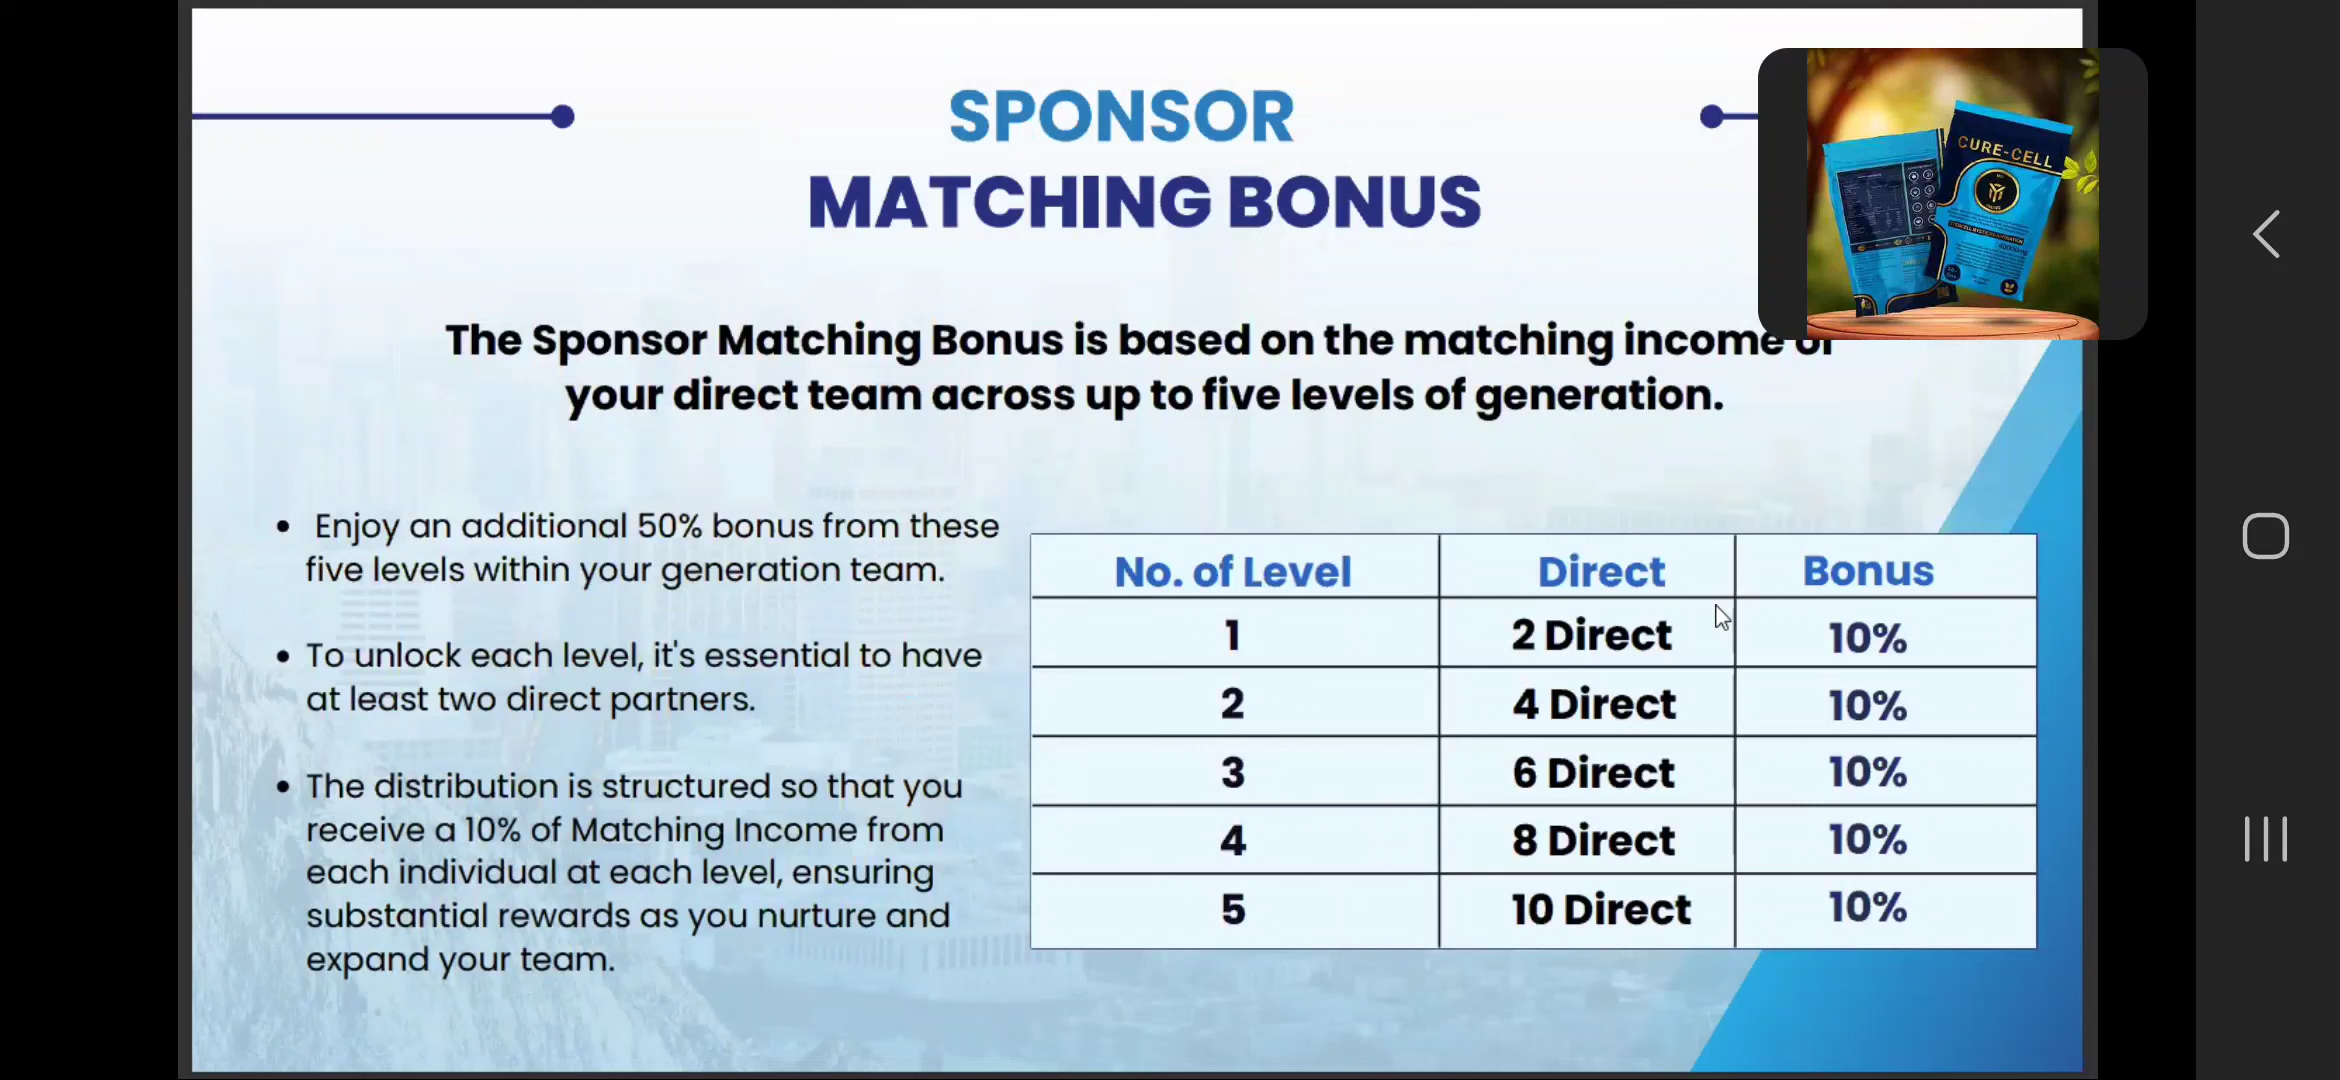 SPONSOR
MATCHING BONUS
CURE-CELL
The Sponsor Matching Bonus is based on the matching income of
your direct team across up to five levels of generation.
• Enjoy an additional 50% bonus from these
five levels within your generation team.
• To unlock each level, it's essential to have
at least two direct partners.
• The distribution is structured so that you
receive a 10% of Matching Income from
each individual at each level, ensuring
substantial rewards as you nurture and
expand your team.
No. of Level Direct Bonus
1 2 Direct 10%
2 4 Direct 10%
3 6 Direct 10%
4 8 Direct 10%
5 10 Direct 10%